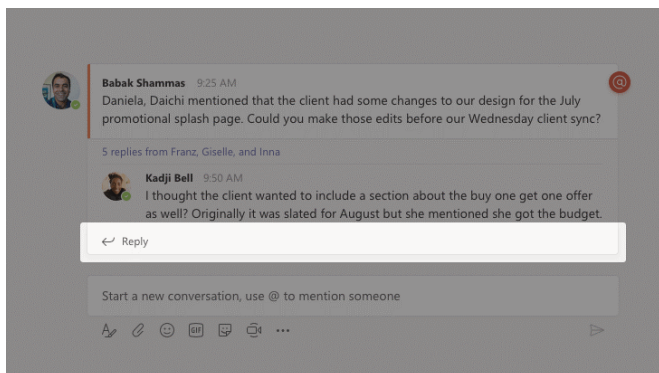 Babak Shammas 9:25 AM
Daniela, Daichi mentioned that the client had some changes to our design for the July
promotional splash page. Could you make those edits before our Wednesday client sync?
5 replies from Franz, Giselle, and Inna
Kadji Bell 9:50 AM
I thought the client wanted to include a section about the buy one get one offer
as well? Originally it was slated for August but she mentioned she got the budget.
Reply
Start a new conversation, use @ to mention someone
GIF